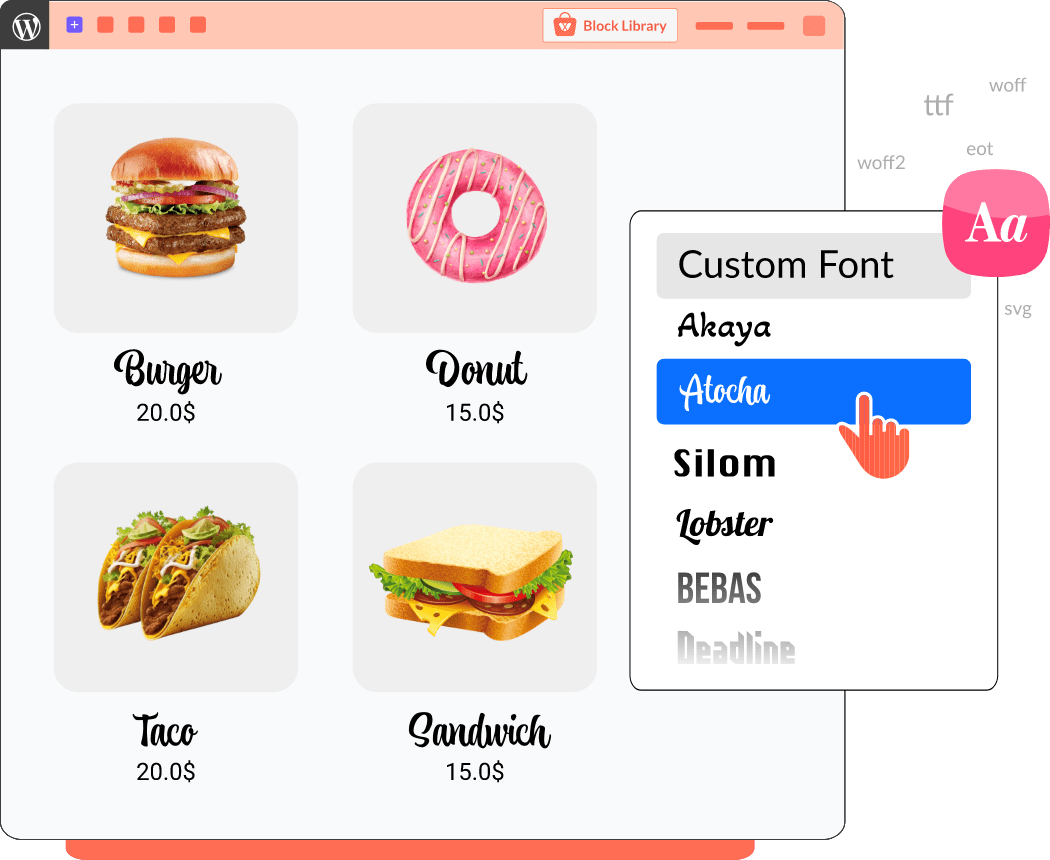 Block Library
woff
ttf
eot
woff2
Aa
Custom Font
svg
Akaya
Atocha
Silom
Lobster
BEBAS
Deadline
Burger
20.0$
Donut
15.0$
Taco
20.0$
Sandwich
15.0$